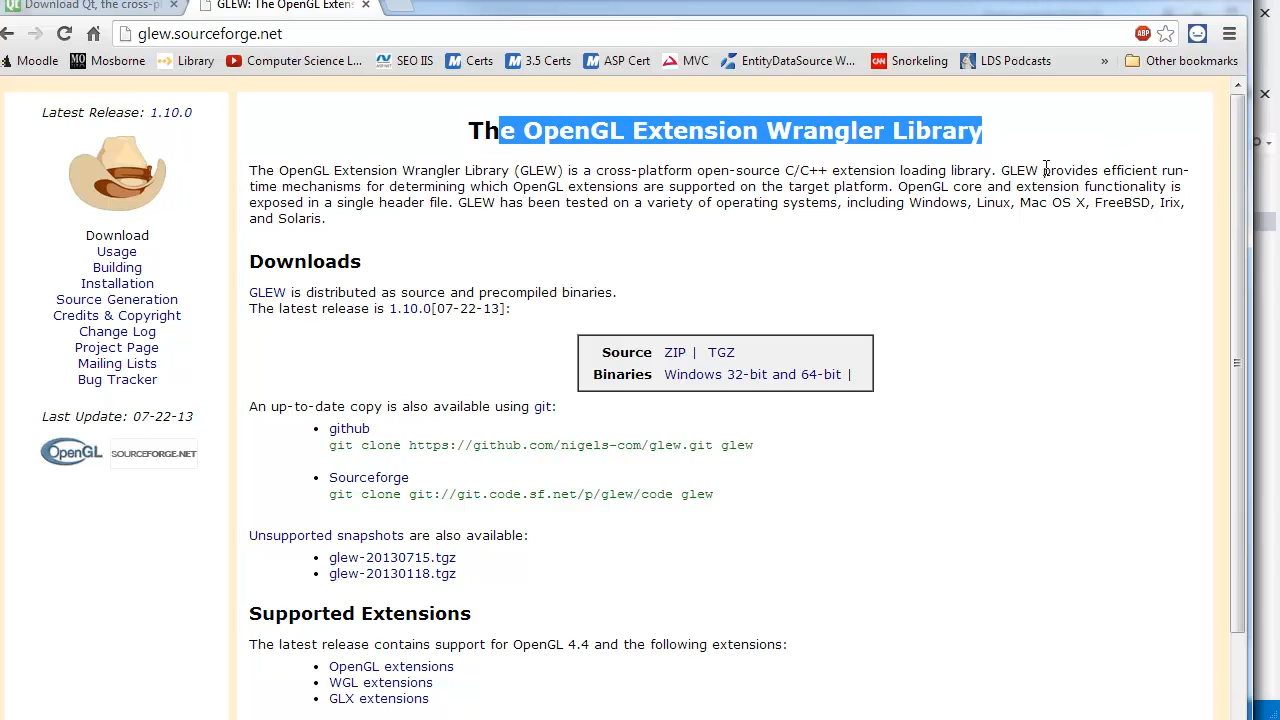 Download Qt, the cross-pl
GLEW: The OpenGL Exten
glew.sourceforge.net
ABP
Moodle
MO Mosborne
Library
Computer Science L...
SEO IIS
M Certs
M 3.5 Certs
M ASP Cert
MVC
EntityDataSource W...
CNN Snorkeling
LDS Podcasts
»
Other bookmarks
Latest Release: 1.10.0
Download
Usage
Building
Installation
Source Generation
Credits & Copyright
Change Log
Project Page
Mailing Lists
Bug Tracker
Last Update: 07-22-13
OpenGL
SOURCEFORGE.NET
The OpenGL Extension Wrangler Library
The OpenGL Extension Wrangler Library (GLEW) is a cross-platform open-source C/C++ extension loading library. GLEW provides efficient run-
time mechanisms for determining which OpenGL extensions are supported on the target platform. OpenGL core and extension functionality is
exposed in a single header file. GLEW has been tested on a variety of operating systems, including Windows, Linux, Mac OS X, FreeBSD, Irix,
and Solaris.
Downloads
GLEW is distributed as source and precompiled binaries.
The latest release is 1.10.0[07-22-13]:
Source ZIP | TGZ
Binaries Windows 32-bit and 64-bit |
An up-to-date copy is also available using git:
• github
git clone https://github.com/nigels-com/glew.git glew
• Sourceforge
git clone git://git.code.sf.net/p/glew/code glew
Unsupported snapshots are also available:
• glew-20130715.tgz
• glew-20130118.tgz
Supported Extensions
The latest release contains support for OpenGL 4.4 and the following extensions:
• OpenGL extensions
• WGL extensions
• GLX extensions